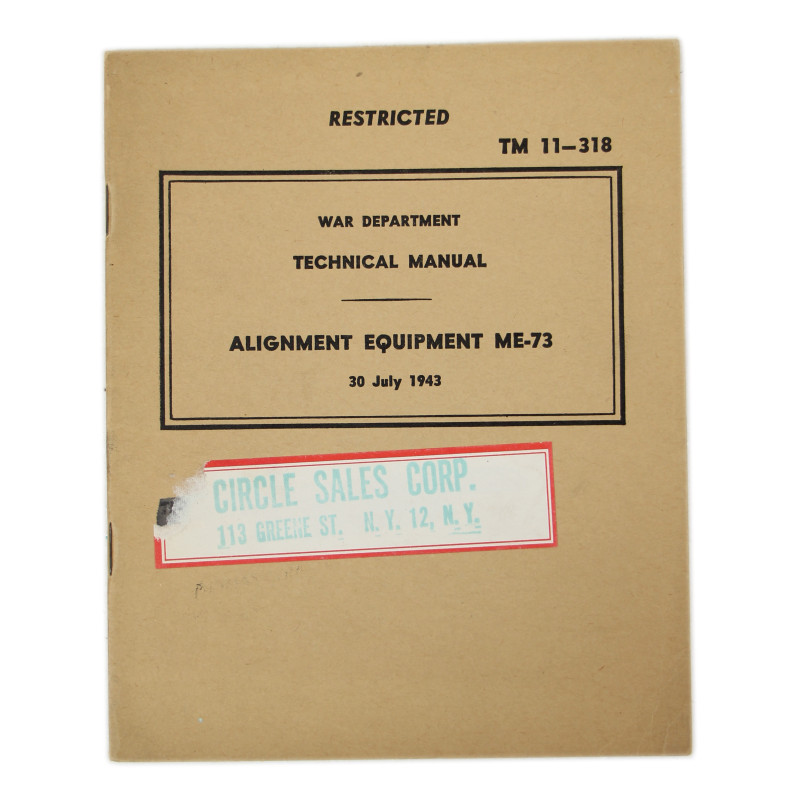 RESTRICTED
TM 11—318
WAR DEPARTMENT
TECHNICAL MANUAL
ALIGNMENT EQUIPMENT ME-73
30 July 1943
CIRCLE SALES CORP.
113 GREENE ST. N. Y. 12, N. Y.